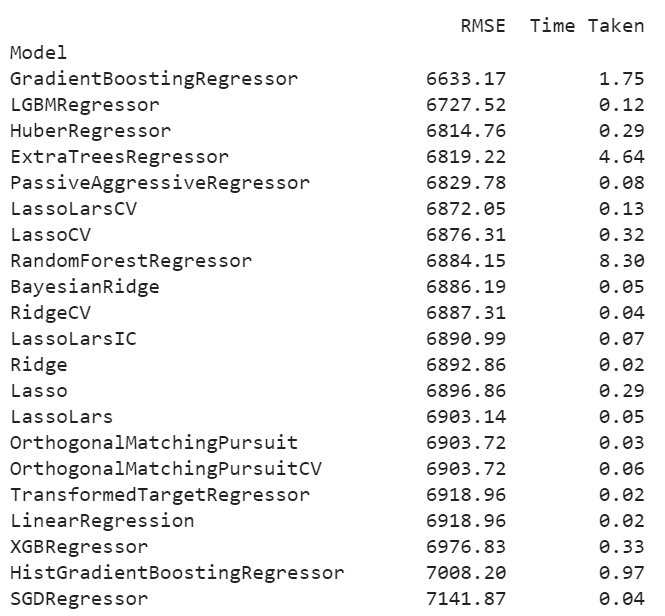 RMSE Time Taken
Model
GradientBoostingRegressor 6633.17 1.75
LGBMRegressor 6727.52 0.12
HuberRegressor 6814.76 0.29
ExtraTreesRegressor 6819.22 4.64
PassiveAggressiveRegressor 6829.78 0.08
LassoLarsCV 6872.05 0.13
LassoCV 6876.31 0.32
RandomForestRegressor 6884.15 8.30
BayesianRidge 6886.19 0.05
RidgeCV 6887.31 0.04
LassoLarsIC 6890.99 0.07
Ridge 6892.86 0.02
Lasso 6896.86 0.29
LassoLars 6903.14 0.05
OrthogonalMatchingPursuit 6903.72 0.03
OrthogonalMatchingPursuitCV 6903.72 0.06
TransformedTargetRegressor 6918.96 0.02
LinearRegression 6918.96 0.02
XGBRegressor 6976.83 0.33
HistGradientBoostingRegressor 7008.20 0.97
SGDRegressor 7141.87 0.04